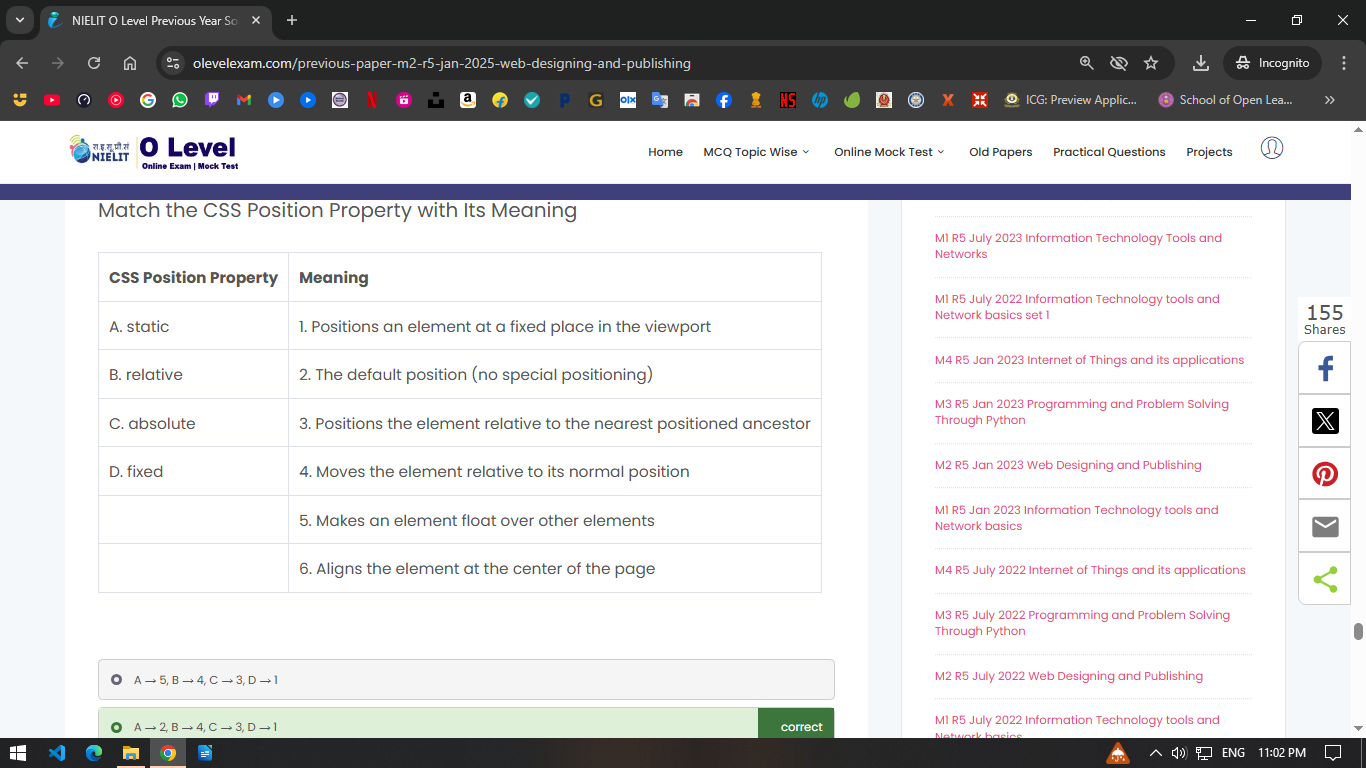 NIELIT O Level Previous Year So
olevelexam.com/previous-paper-m2-r5-jan-2025-web-designing-and-publishing
Incognito
ICG: Preview Applic...
School of Open Lea...
रा.इ.सू.प्रौ.सं
NIELIT
O Level
Online Exam | Mock Test
Home
MCQ Topic Wise
Online Mock Test
Old Papers
Practical Questions
Projects
Match the CSS Position Property with Its Meaning
CSS Position Property Meaning
A. static 1. Positions an element at a fixed place in the viewport
B. relative 2. The default position (no special positioning)
C. absolute 3. Positions the element relative to the nearest positioned ancestor
D. fixed 4. Moves the element relative to its normal position
5. Makes an element float over other elements
6. Aligns the element at the center of the page
A → 5, B → 4, C → 3, D → 1
A → 2, B → 4, C → 3, D → 1 correct
M1 R5 July 2023 Information Technology Tools and
Networks
M1 R5 July 2022 Information Technology tools and
Network basics set 1
M4 R5 Jan 2023 Internet of Things and its applications
M3 R5 Jan 2023 Programming and Problem Solving
Through Python
M2 R5 Jan 2023 Web Designing and Publishing
M1 R5 Jan 2023 Information Technology tools and
Network basics
M4 R5 July 2022 Internet of Things and its applications
M3 R5 July 2022 Programming and Problem Solving
Through Python
M2 R5 July 2022 Web Designing and Publishing
M1 R5 July 2022 Information Technology tools and
Network basics
155
Shares
ENG 11:02 PM